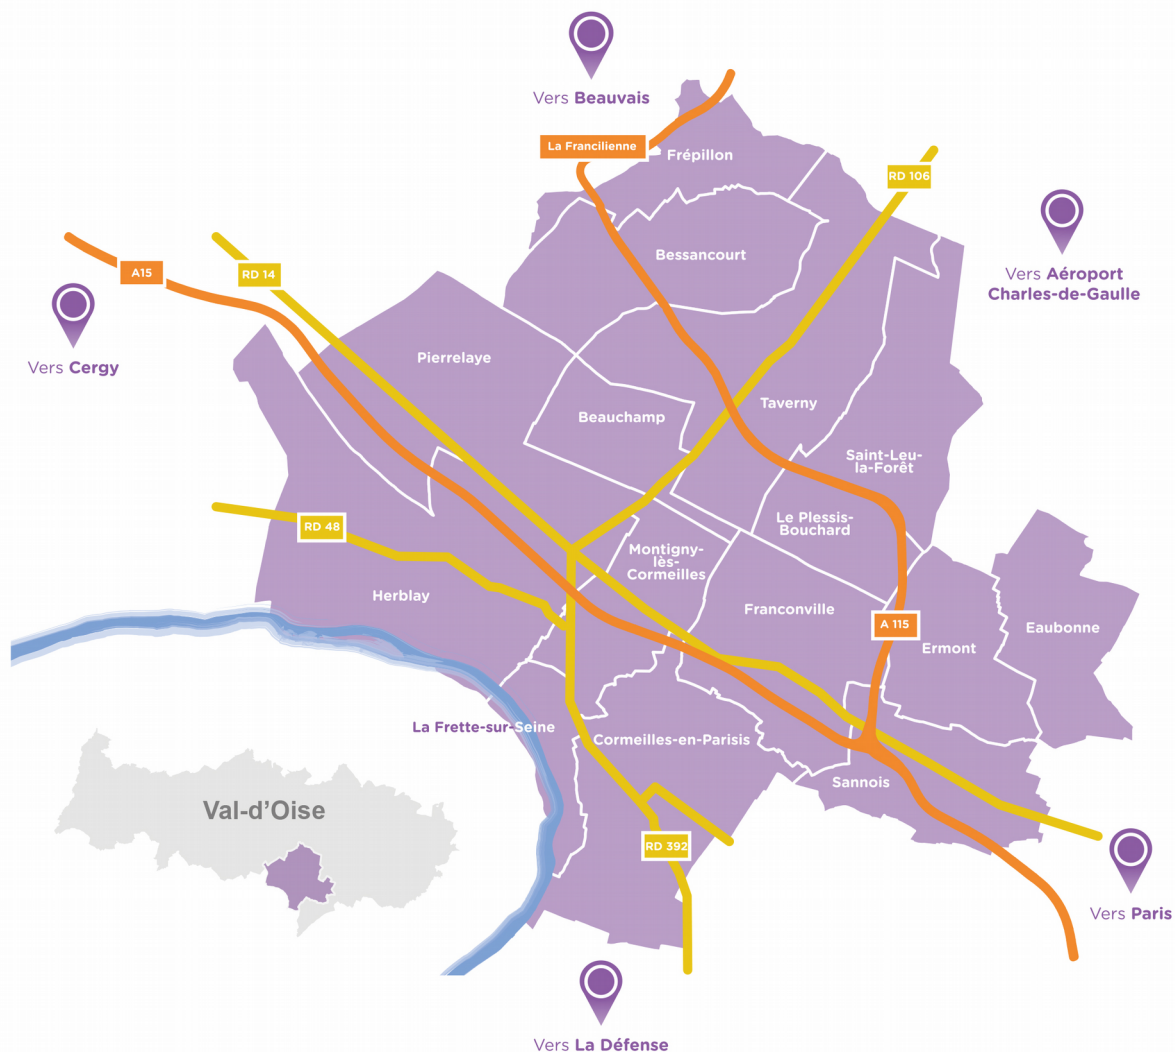 Vers Beauvais
La Francilienne
Frépillon
RD 106
Bessancourt
A15
RD 14
Vers Aéroport
Charles-de-Gaulle
Vers Cergy
Pierrelaye
Beauchamp
Taverny
Saint-Leu-
la-Forêt
RD 48
Le Plessis-
Bouchard
Montigny-
lès-
Cormeilles
Herblay
Franconville
A 115
Ermont
Eaubonne
La Frette-sur-Seine
Cormeilles-en-Parisis
Sannois
Val-d'Oise
RD 392
Vers Paris
Vers La Défense